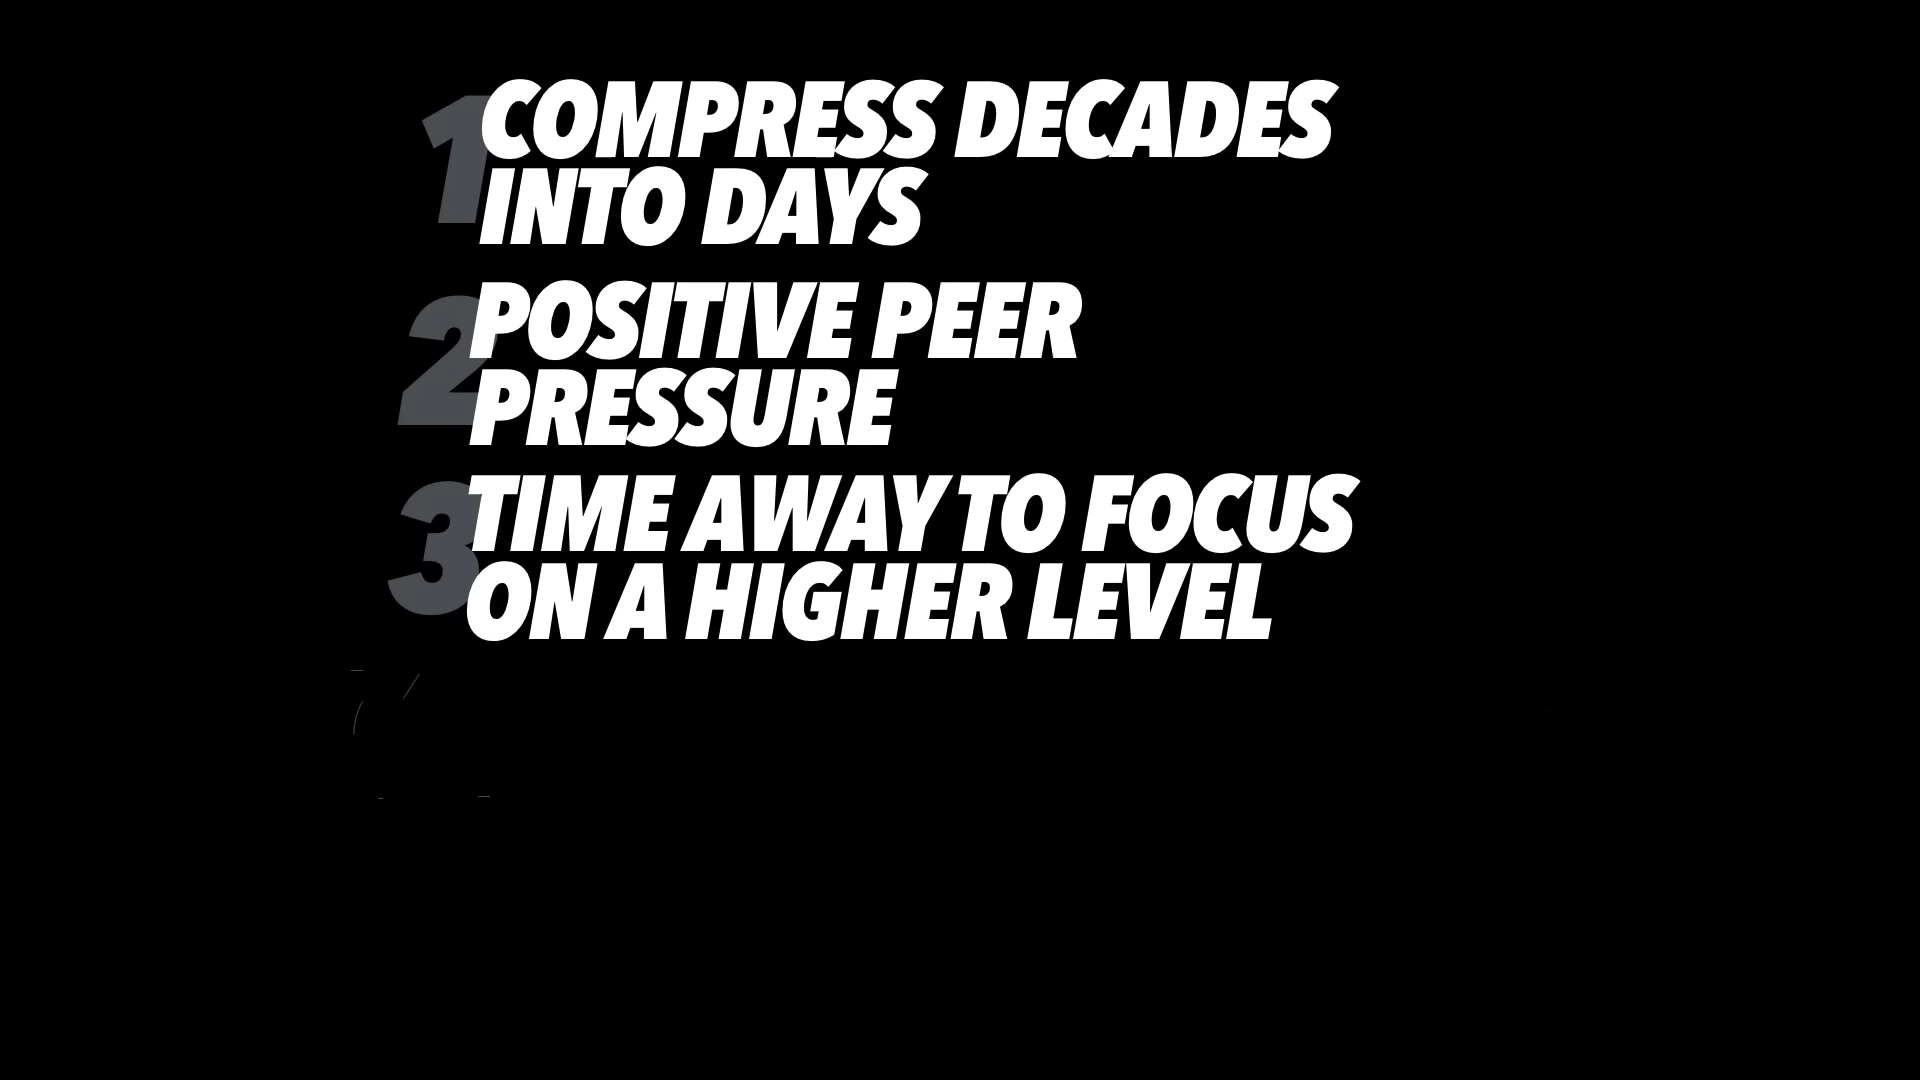 1 COMPRESS DECADES
INTO DAYS
2 POSITIVE PEER
PRESSURE
3 TIME AWAY TO FOCUS
ON A HIGHER LEVEL